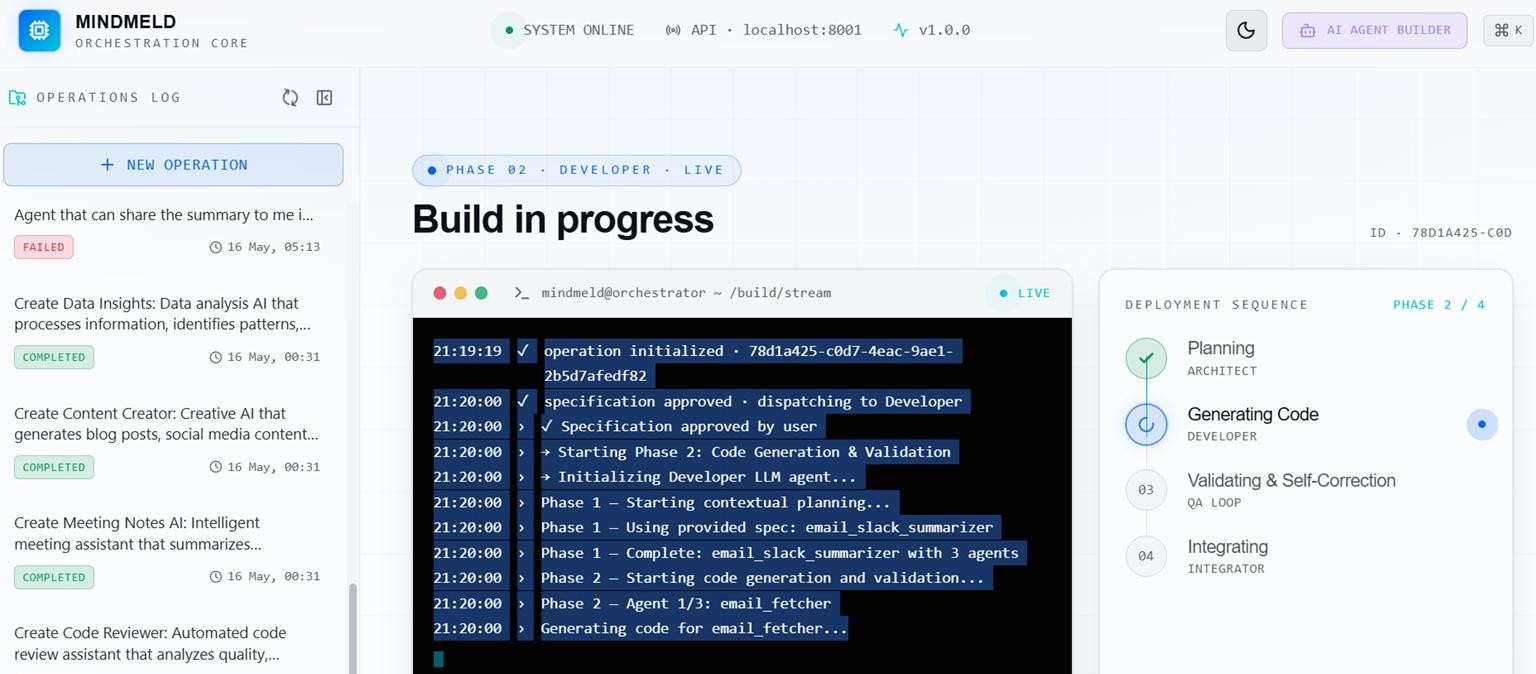 MINDMELD
ORCHESTRATION CORE
SYSTEM ONLINE
API · localhost:8001
v1.0.0
AI AGENT BUILDER
⌘ K
OPERATIONS LOG
+ NEW OPERATION
Agent that can share the summary to me i...
FAILED
16 May, 05:13
Create Data Insights: Data analysis AI that
processes information, identifies patterns,...
COMPLETED
16 May, 00:31
Create Content Creator: Creative AI that
generates blog posts, social media content...
COMPLETED
16 May, 00:31
Create Meeting Notes AI: Intelligent
meeting assistant that summarizes...
COMPLETED
16 May, 00:31
Create Code Reviewer: Automated code
review assistant that analyzes quality,...
PHASE 02 · DEVELOPER · LIVE
Build in progress
ID · 78D1A425-C0D
mindmeld@orchestrator ~ /build/stream
LIVE
21:19:19 ✓ operation initialized · 78d1a425-c0d7-4eac-9ae1-
2b5d7afedf82
21:20:00 ✓ specification approved · dispatching to Developer
21:20:00 › ✓ Specification approved by user
21:20:00 › → Starting Phase 2: Code Generation & Validation
21:20:00 › → Initializing Developer LLM agent...
21:20:00 › Phase 1 — Starting contextual planning...
21:20:00 › Phase 1 — Using provided spec: email_slack_summarizer
21:20:00 › Phase 1 — Complete: email_slack_summarizer with 3 agents
21:20:00 › Phase 2 — Starting code generation and validation...
21:20:00 › Phase 2 — Agent 1/3: email_fetcher
21:20:00 › Generating code for email_fetcher...
DEPLOYMENT SEQUENCE
PHASE 2 / 4
Planning
ARCHITECT
Generating Code
DEVELOPER
03
Validating & Self-Correction
QA LOOP
04
Integrating
INTEGRATOR